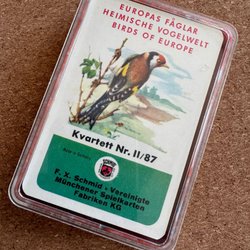 EUROPAS FÅGLAR
HEIMISCHE VOGELWELT
BIRDS OF EUROPE
Kvartett Nr. II/87
F. X. Schmid · Vereinigte
Münchener Spielkarten
Fabriken KG